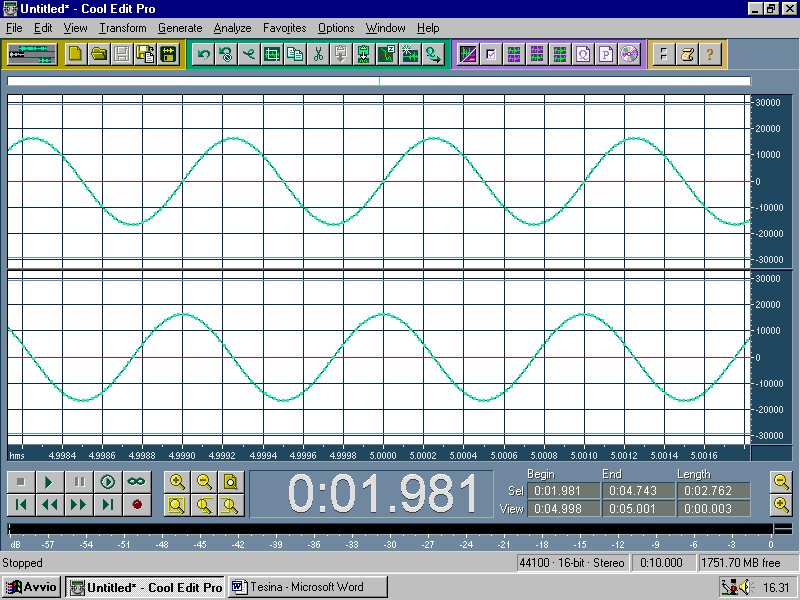 Untitled* - Cool Edit Pro
File Edit View Transform Generate Analyze Favorites Options Window Help
F ?
30000
20000
10000
0
-10000
-20000
-30000
30000
20000
10000
0
-10000
-20000
-30000
hms 4.9984 4.9986 4.9988 4.9990 4.9992 4.9994 4.9996 4.9998 5.0000 5.0002 5.0004 5.0006 5.0008 5.0010 5.0012 5.0014 5.0016
0:01.981
Begin End Length
Sel 0:01.981 0:04.743 0:02.762
View 0:04.998 0:05.001 0:00.003
dB -57 -54 -51 -48 -45 -42 -39 -36 -33 -30 -27 -24 -21 -18 -15 -12 -9 -6 -3 0
Stopped 44100 · 16-bit · Stereo 0:10.000 1751.70 MB free
Avvio Untitled* - Cool Edit Pro Tesina - Microsoft Word 16.31